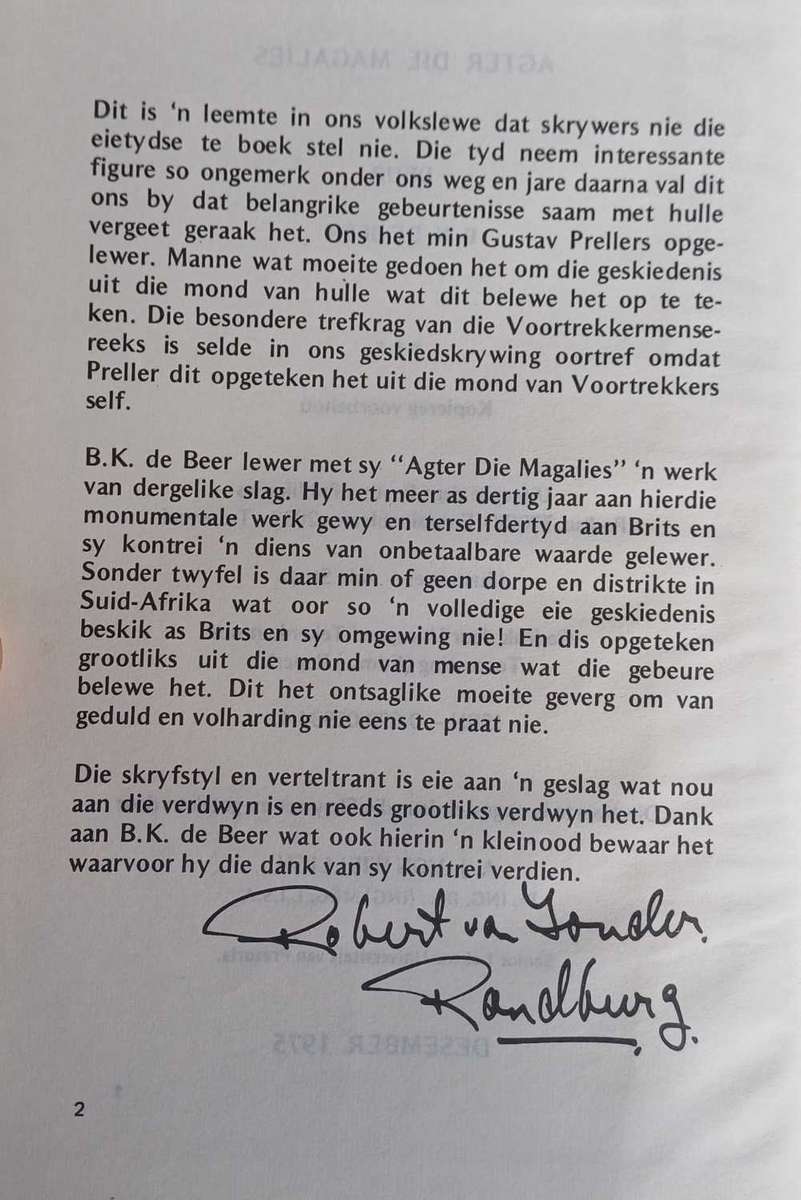 Dit is 'n leemte in ons volkslewe dat skrywers nie die
eietydse te boek stel nie. Die tyd neem interessante
figure so ongemerk onder ons weg en jare daarna val dit
ons by dat belangrike gebeurtenisse saam met hulle
vergeet geraak het. Ons het min Gustav Prellers opge-
lewer. Manne wat moeite gedoen het om die geskiedenis
uit die mond van hulle wat dit belewe het op te te-
ken. Die besondere trefkrag van die Voortrekkermense-
reeks is selde in ons geskiedskrywing oortref omdat
Preller dit opgeteken het uit die mond van Voortrekkers
self.
B.K. de Beer lewer met sy "Agter Die Magalies" 'n werk
van dergelike slag. Hy het meer as dertig jaar aan hierdie
monumentale werk gewy en terselfdertyd aan Brits en
sy kontrei 'n diens van onbetaalbare waarde gelewer.
Sonder twyfel is daar min of geen dorpe en distrikte in
Suid-Afrika wat oor so 'n volledige eie geskiedenis
beskik as Brits en sy omgewing nie! En dis opgeteken
grootliks uit die mond van mense wat die gebeure
belewe het. Dit het ontsaglike moeite geverg om van
geduld en volharding nie eens te praat nie.
Die skryfstyl en verteltrant is eie aan 'n geslag wat nou
aan die verdwyn is en reeds grootliks verdwyn het. Dank
aan B.K. de Beer wat ook hierin 'n kleinood bewaar het
waarvoor hy die dank van sy kontrei verdien.
Robert van Tonder.
Randburg.
2